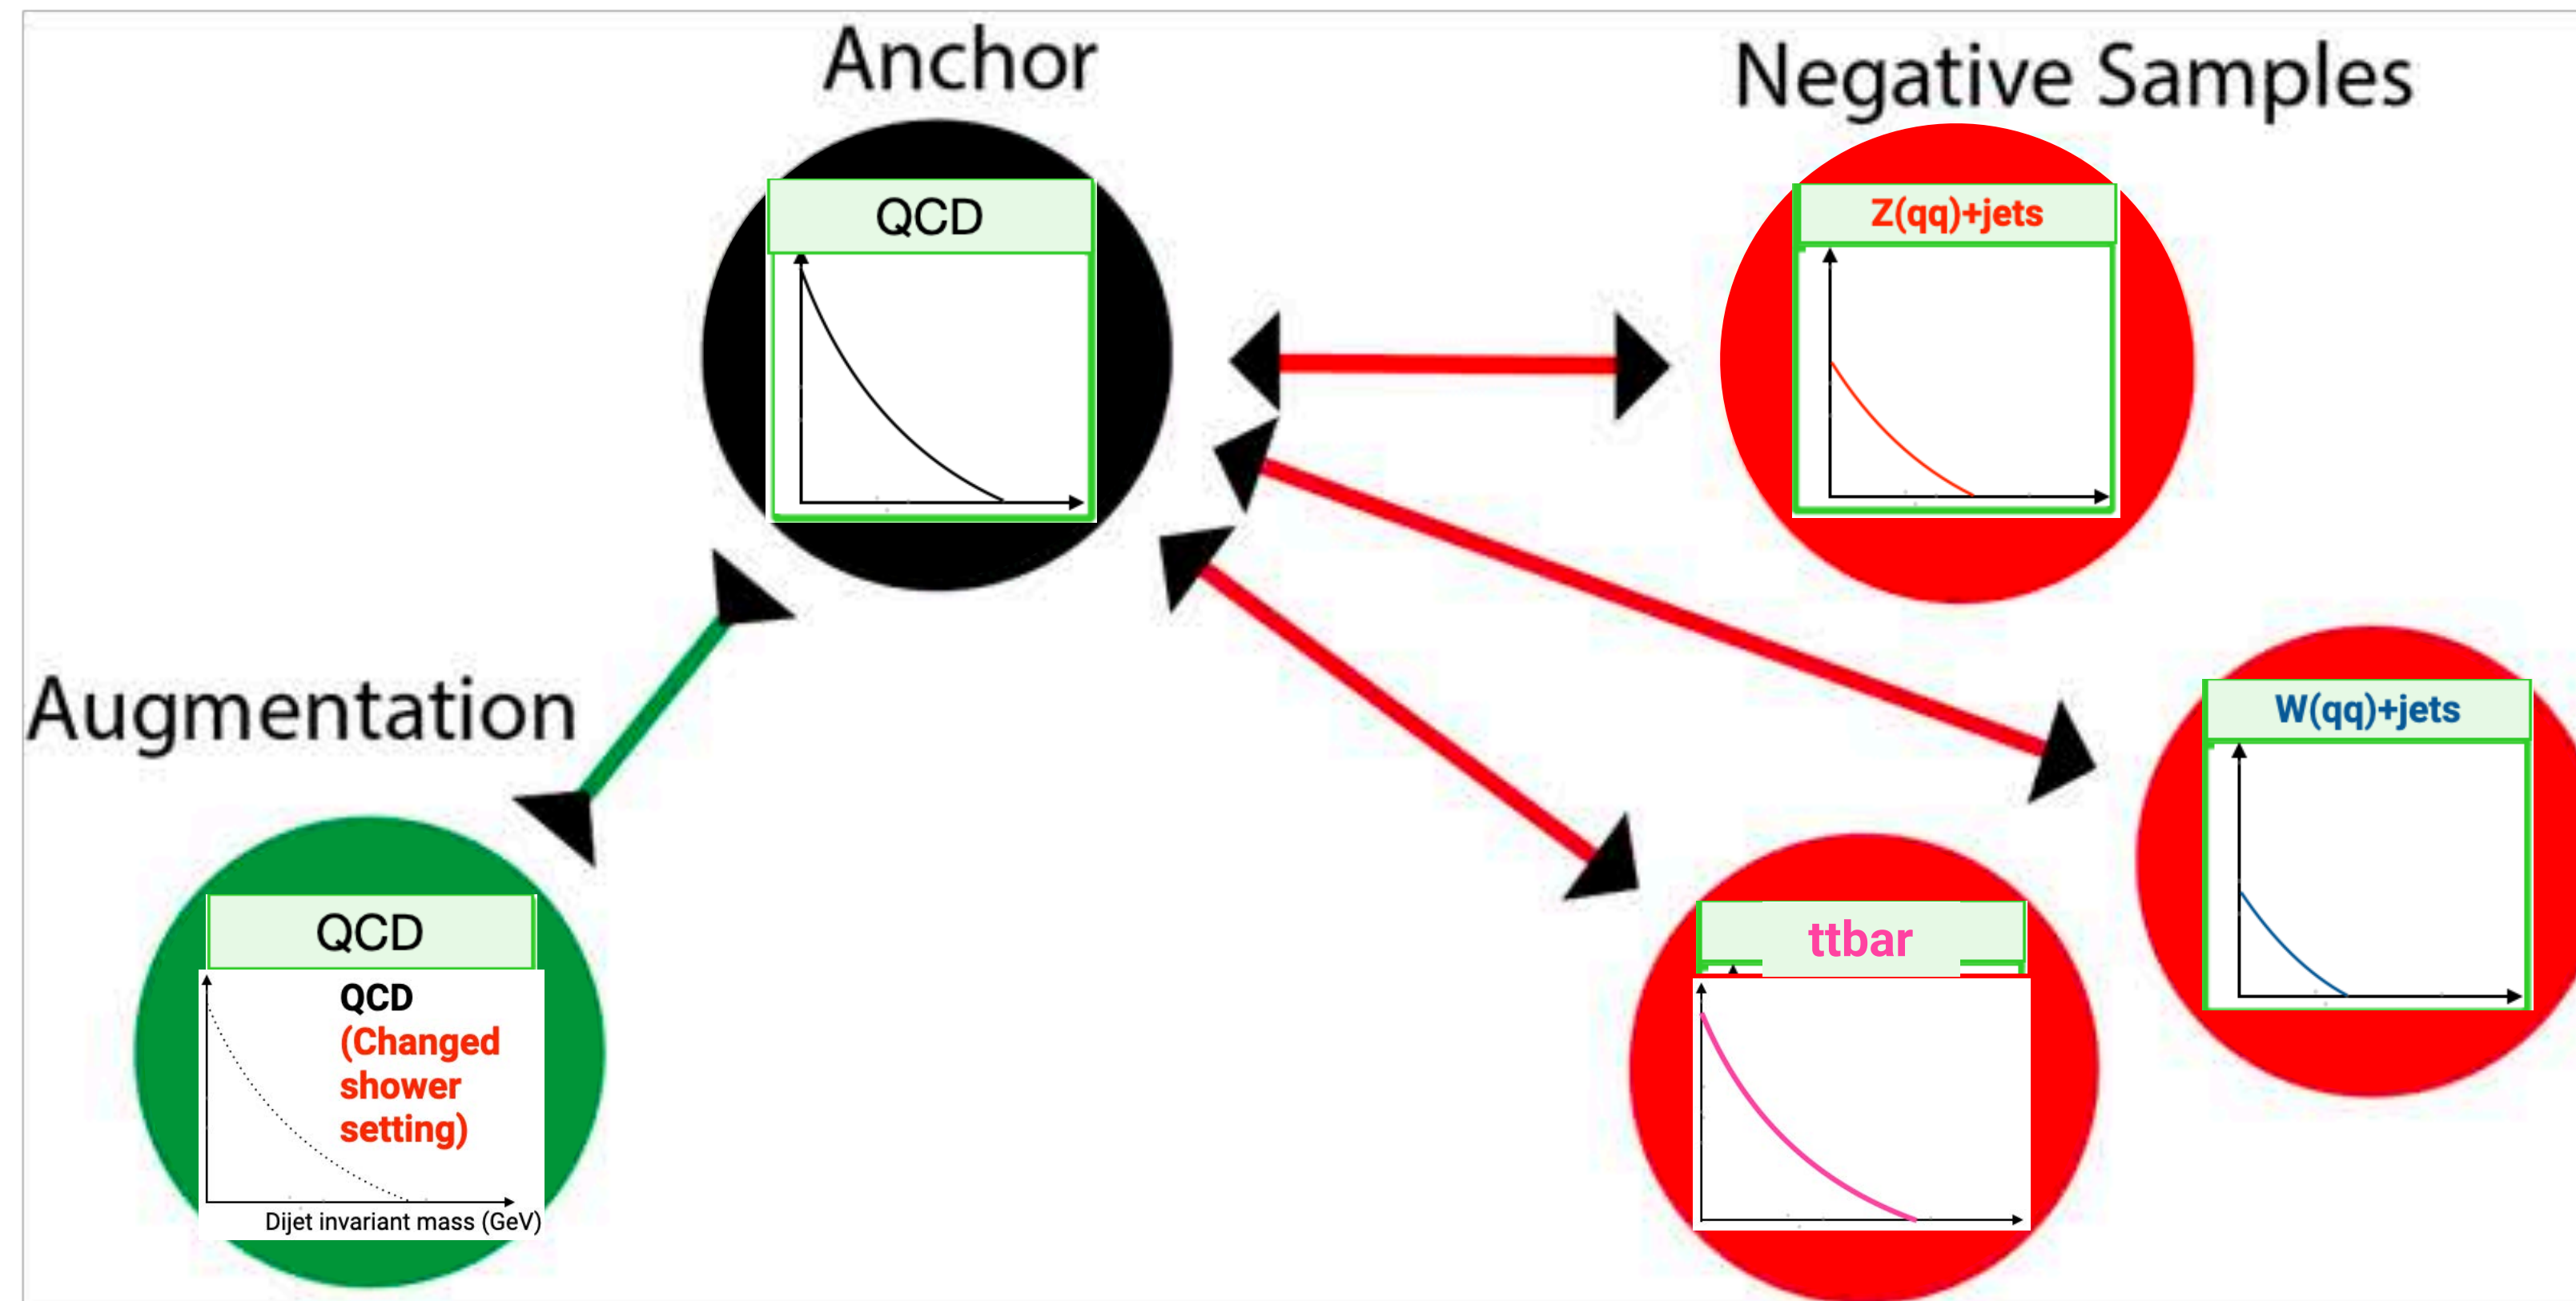 Anchor
Negative Samples
QCD
Z(qq)+jets
Augmentation
W(qq)+jets
QCD
QCD
(Changed
shower
setting)
Dijet invariant mass (GeV)
ttbar